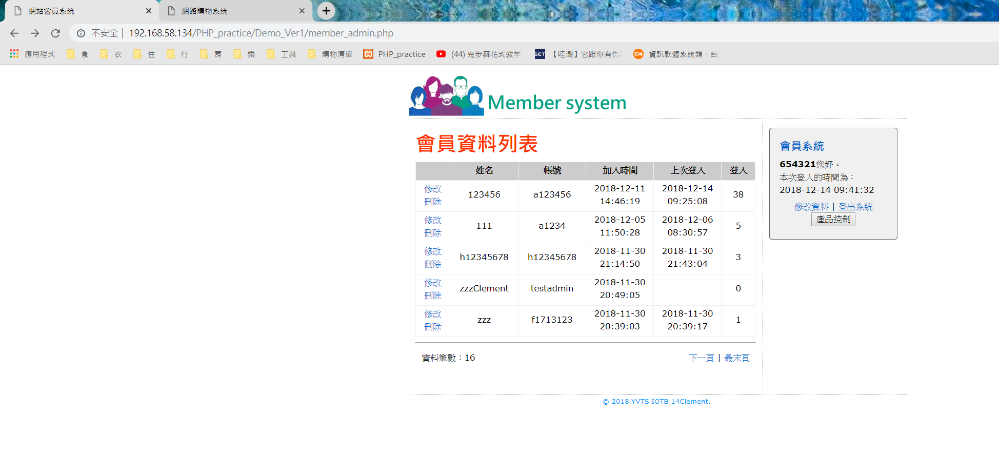 網站會員系統
網路購物系統
不安全 | 192.168.58.134/PHP_practice/Demo_Ver1/member_admin.php
應用程式 食 衣 住 行 育 樂 工具 購物清單 PHP_practice (44) 鬼步舞花式教学 SET 【哇潮】它跟你有仇 104 資訊軟體系統類、台
Member system
會員資料列表
姓名 帳號 加入時間 上次登入 登入
修改 刪除 123456 a123456 2018-12-11 14:46:19 2018-12-14 09:25:08 38
修改 刪除 111 a1234 2018-12-05 11:50:28 2018-12-06 08:30:57 5
修改 刪除 h12345678 h12345678 2018-11-30 21:14:50 2018-11-30 21:43:04 3
修改 刪除 zzzClement testadmin 2018-11-30 20:49:05 0
修改 刪除 zzz f1713123 2018-11-30 20:39:03 2018-11-30 20:39:17 1
資料筆數：16
下一頁 | 最末頁
會員系統
654321您好。
本次登入的時間為：
2018-12-14 09:41:32
修改資料 | 登出系統
產品控制
© 2018 YVTS IOTB 14Clement.